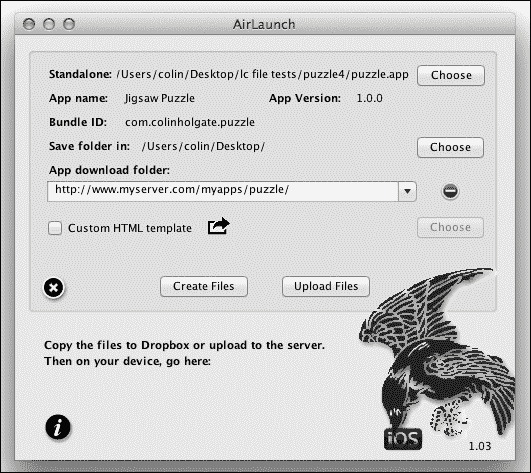 AirLaunch
Standalone: /Users/colin/Desktop/lc file tests/puzzle4/puzzle.app Choose
App name: Jigsaw Puzzle App Version: 1.0.0
Bundle ID: com.colinholgate.puzzle
Save folder in: /Users/colin/Desktop/ Choose
App download folder:
http://www.myserver.com/myapps/puzzle/
Custom HTML template Choose
Create Files Upload Files
Copy the files to Dropbox or upload to the server.
Then on your device, go here:
i
iOS
1.03